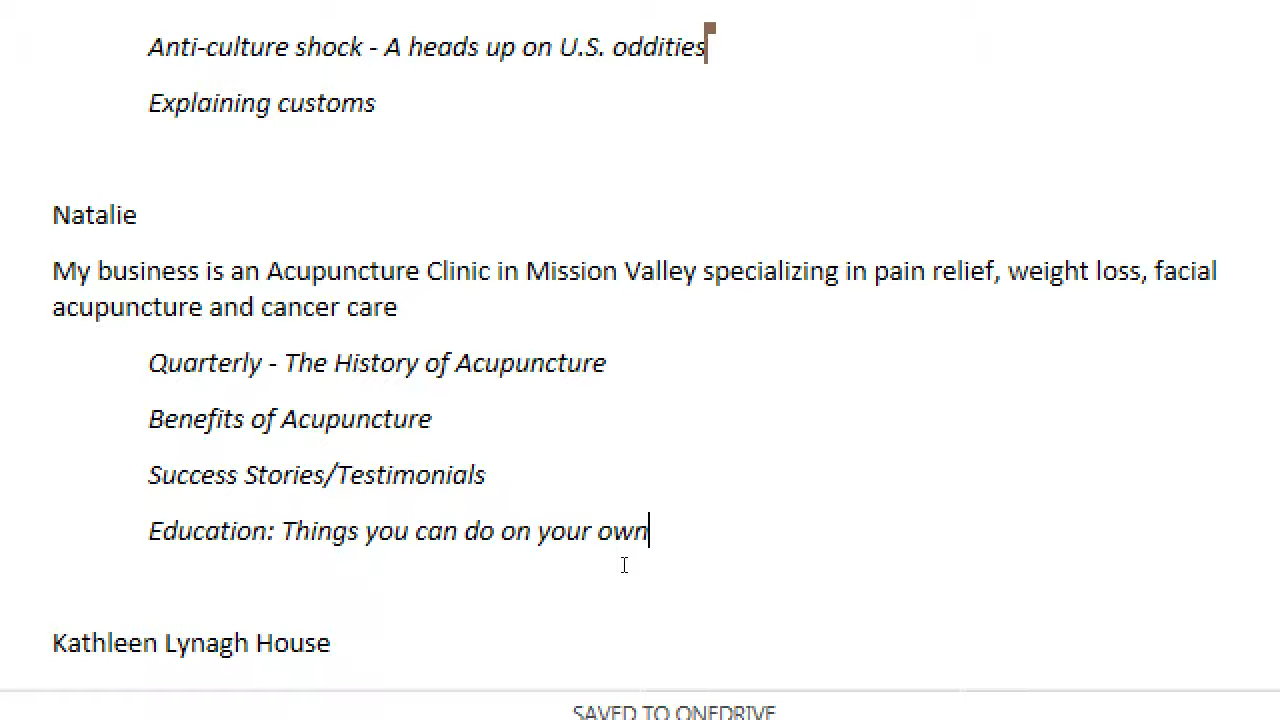 Anti-culture shock - A heads up on U.S. oddities
Explaining customs
Natalie
My business is an Acupuncture Clinic in Mission Valley specializing in pain relief, weight loss, facial
acupuncture and cancer care
Quarterly - The History of Acupuncture
Benefits of Acupuncture
Success Stories/Testimonials
Education: Things you can do on your own
Kathleen Lynagh House
SAVED TO ONEDRIVE